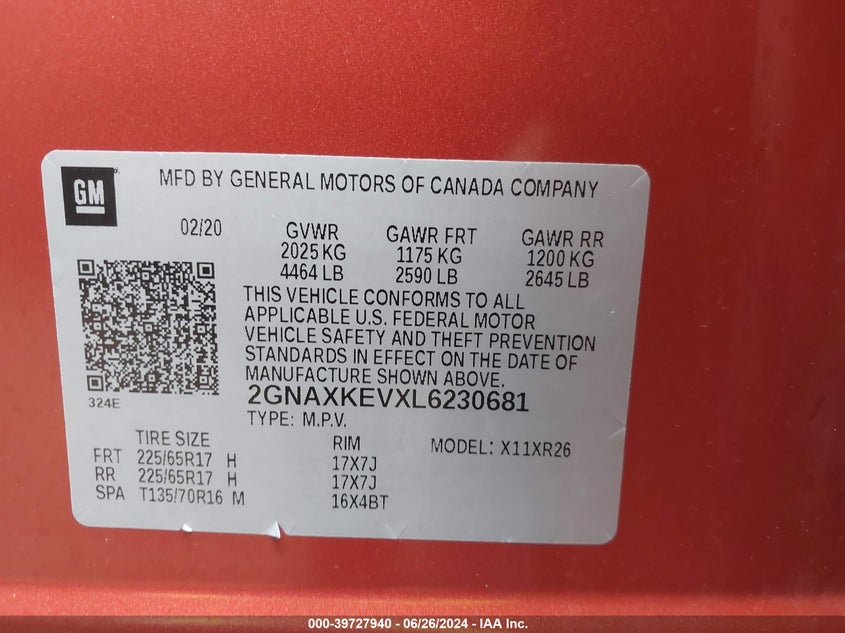 GM
MFD BY GENERAL MOTORS OF CANADA COMPANY
02/20 GVWR GAWR FRT GAWR RR
2025 KG 1175 KG 1200 KG
4464 LB 2590 LB 2645 LB
THIS VEHICLE CONFORMS TO ALL
APPLICABLE U.S. FEDERAL MOTOR
VEHICLE SAFETY AND THEFT PREVENTION
STANDARDS IN EFFECT ON THE DATE OF
MANUFACTURE SHOWN ABOVE.
324E
2GNAXKEVXL6230681
TYPE: M.P.V.
TIRE SIZE RIM MODEL: X11XR26
FRT 225/65R17 H 17X7J
RR 225/65R17 H 17X7J
SPA T135/70R16 M 16X4BT
000-39727940 - 06/26/2024 - IAA Inc.